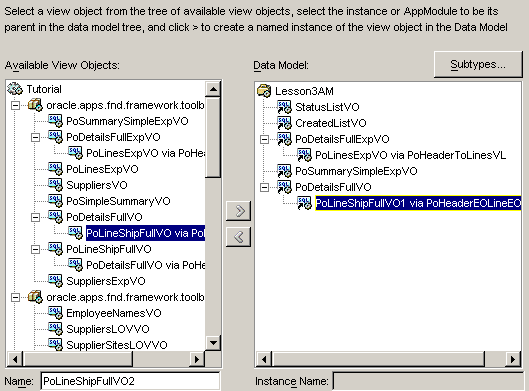 Select a view object from the tree of available view objects, select the instance or AppModule to be its
parent in the data model tree, and click > to create a named instance of the view object in the Data Model
Available View Objects:
Data Model:
Subtypes...
Tutorial
oracle.apps.fnd.framework.toolb
PoSummarySimpleExpVO
PoDetailsFullExpVO
PoLinesExpVO via PoHea
PoLinesExpVO
SuppliersVO
PoSimpleSummaryVO
PoDetailsFullVO
PoLineShipFullVO via Pol
PoLineShipFullVO
PoDetailsFullVO via PoHe
SuppliersExpVO
oracle.apps.fnd.framework.toolb
EmployeeNamesVO
SuppliersLOVVO
SupplierSitesLOVVO
Lesson3AM
StatusListVO
CreatedListVO
PoDetailsFullExpVO
PoLinesExpVO via PoHeaderToLinesVL
PoSummarySimpleExpVO
PoDetailsFullVO
PoLineShipFullVO1 via PoHeaderEOLineEO
Name: PoLineShipFullVO2
Instance Name: